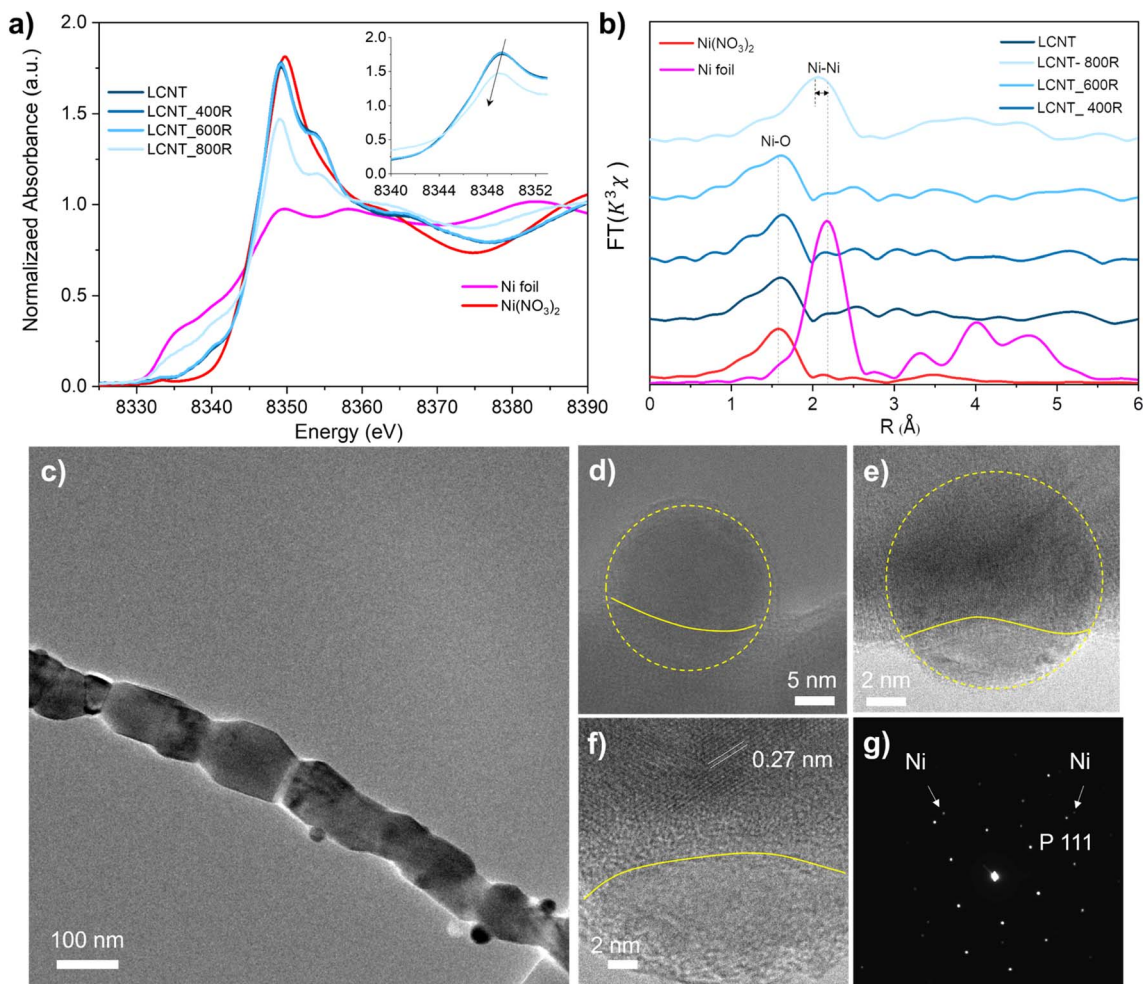 a)
2.0
1.5
1.0
0.5
0.0
Normalizaed Absorbance (a.u.)
LCNT
LCNT_400R
LCNT_600R
LCNT_800R
2.0
1.5
1.0
0.5
0.0
8340 8344 8348 8353
Ni foil
Ni(NO₃)₂
8330 8340 8350 8360 8375 8380 8390
Energy (eV)
b)
FT(K³χ)
Ni(NO₃)₂
Ni foil
Ni-Ni
LCNT
LCNT- 800R
LCNT_600R
LCNT_ 400R
Ni-O
0 1 2 3 4 5 6
R (Å)
c)
100 nm
d)
5 nm
e)
2 nm
f)
0.27 nm
2 nm
g)
Ni Ni
P 111